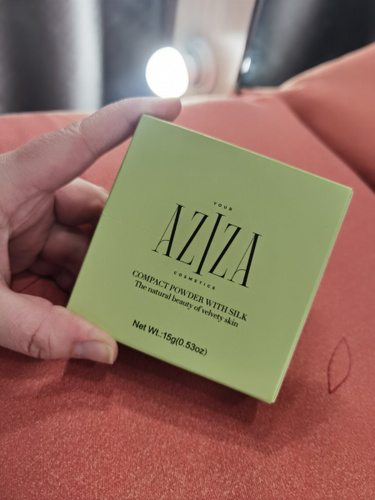 YOUR
AZIZA
COSMETICS
COMPACT POWDER WITH SILK
The natural beauty of velvety skin
Net Wt.:15g(0.53oz)